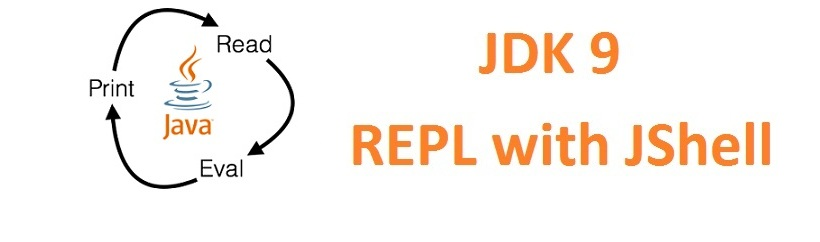 Read
Print
Java
Eval
JDK 9
REPL with JShell